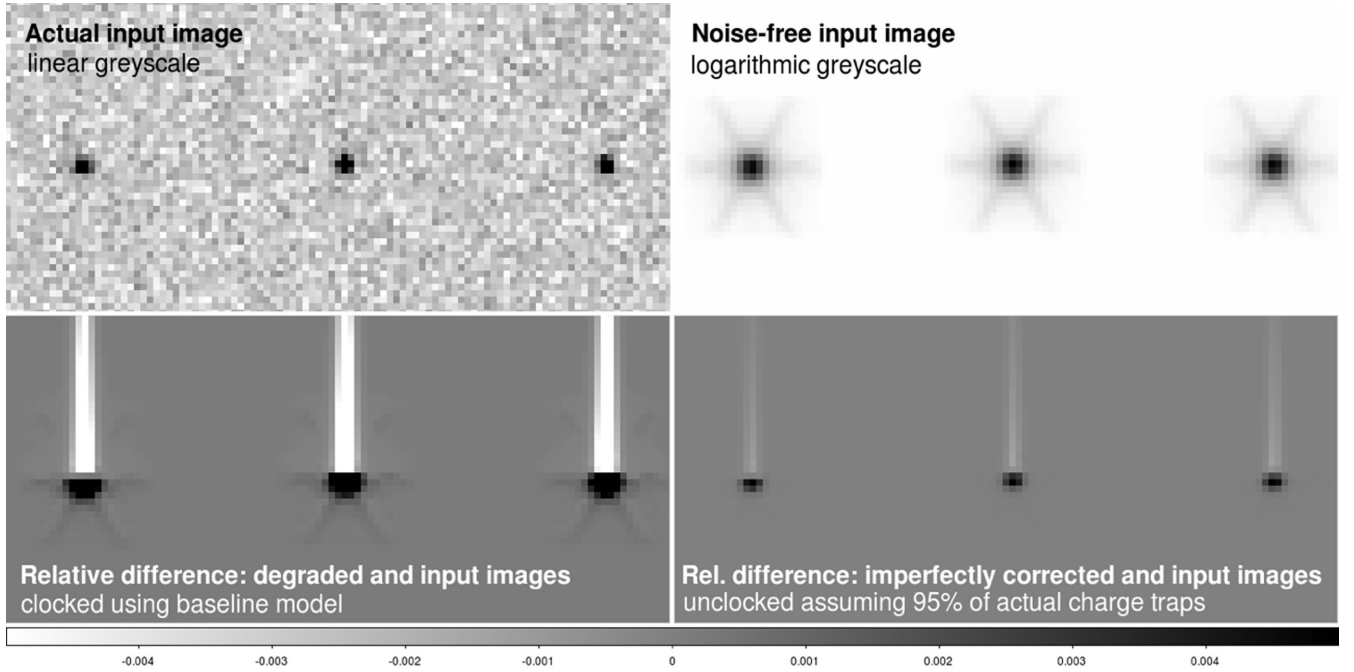 Actual input image
linear greyscale
Noise-free input image
logarithmic greyscale
Relative difference: degraded and input images
clocked using baseline model
Rel. difference: imperfectly corrected and input images
unclocked assuming 95% of actual charge traps
-0.004 -0.003 -0.002 -0.001 0 0.001 0.002 0.003 0.004